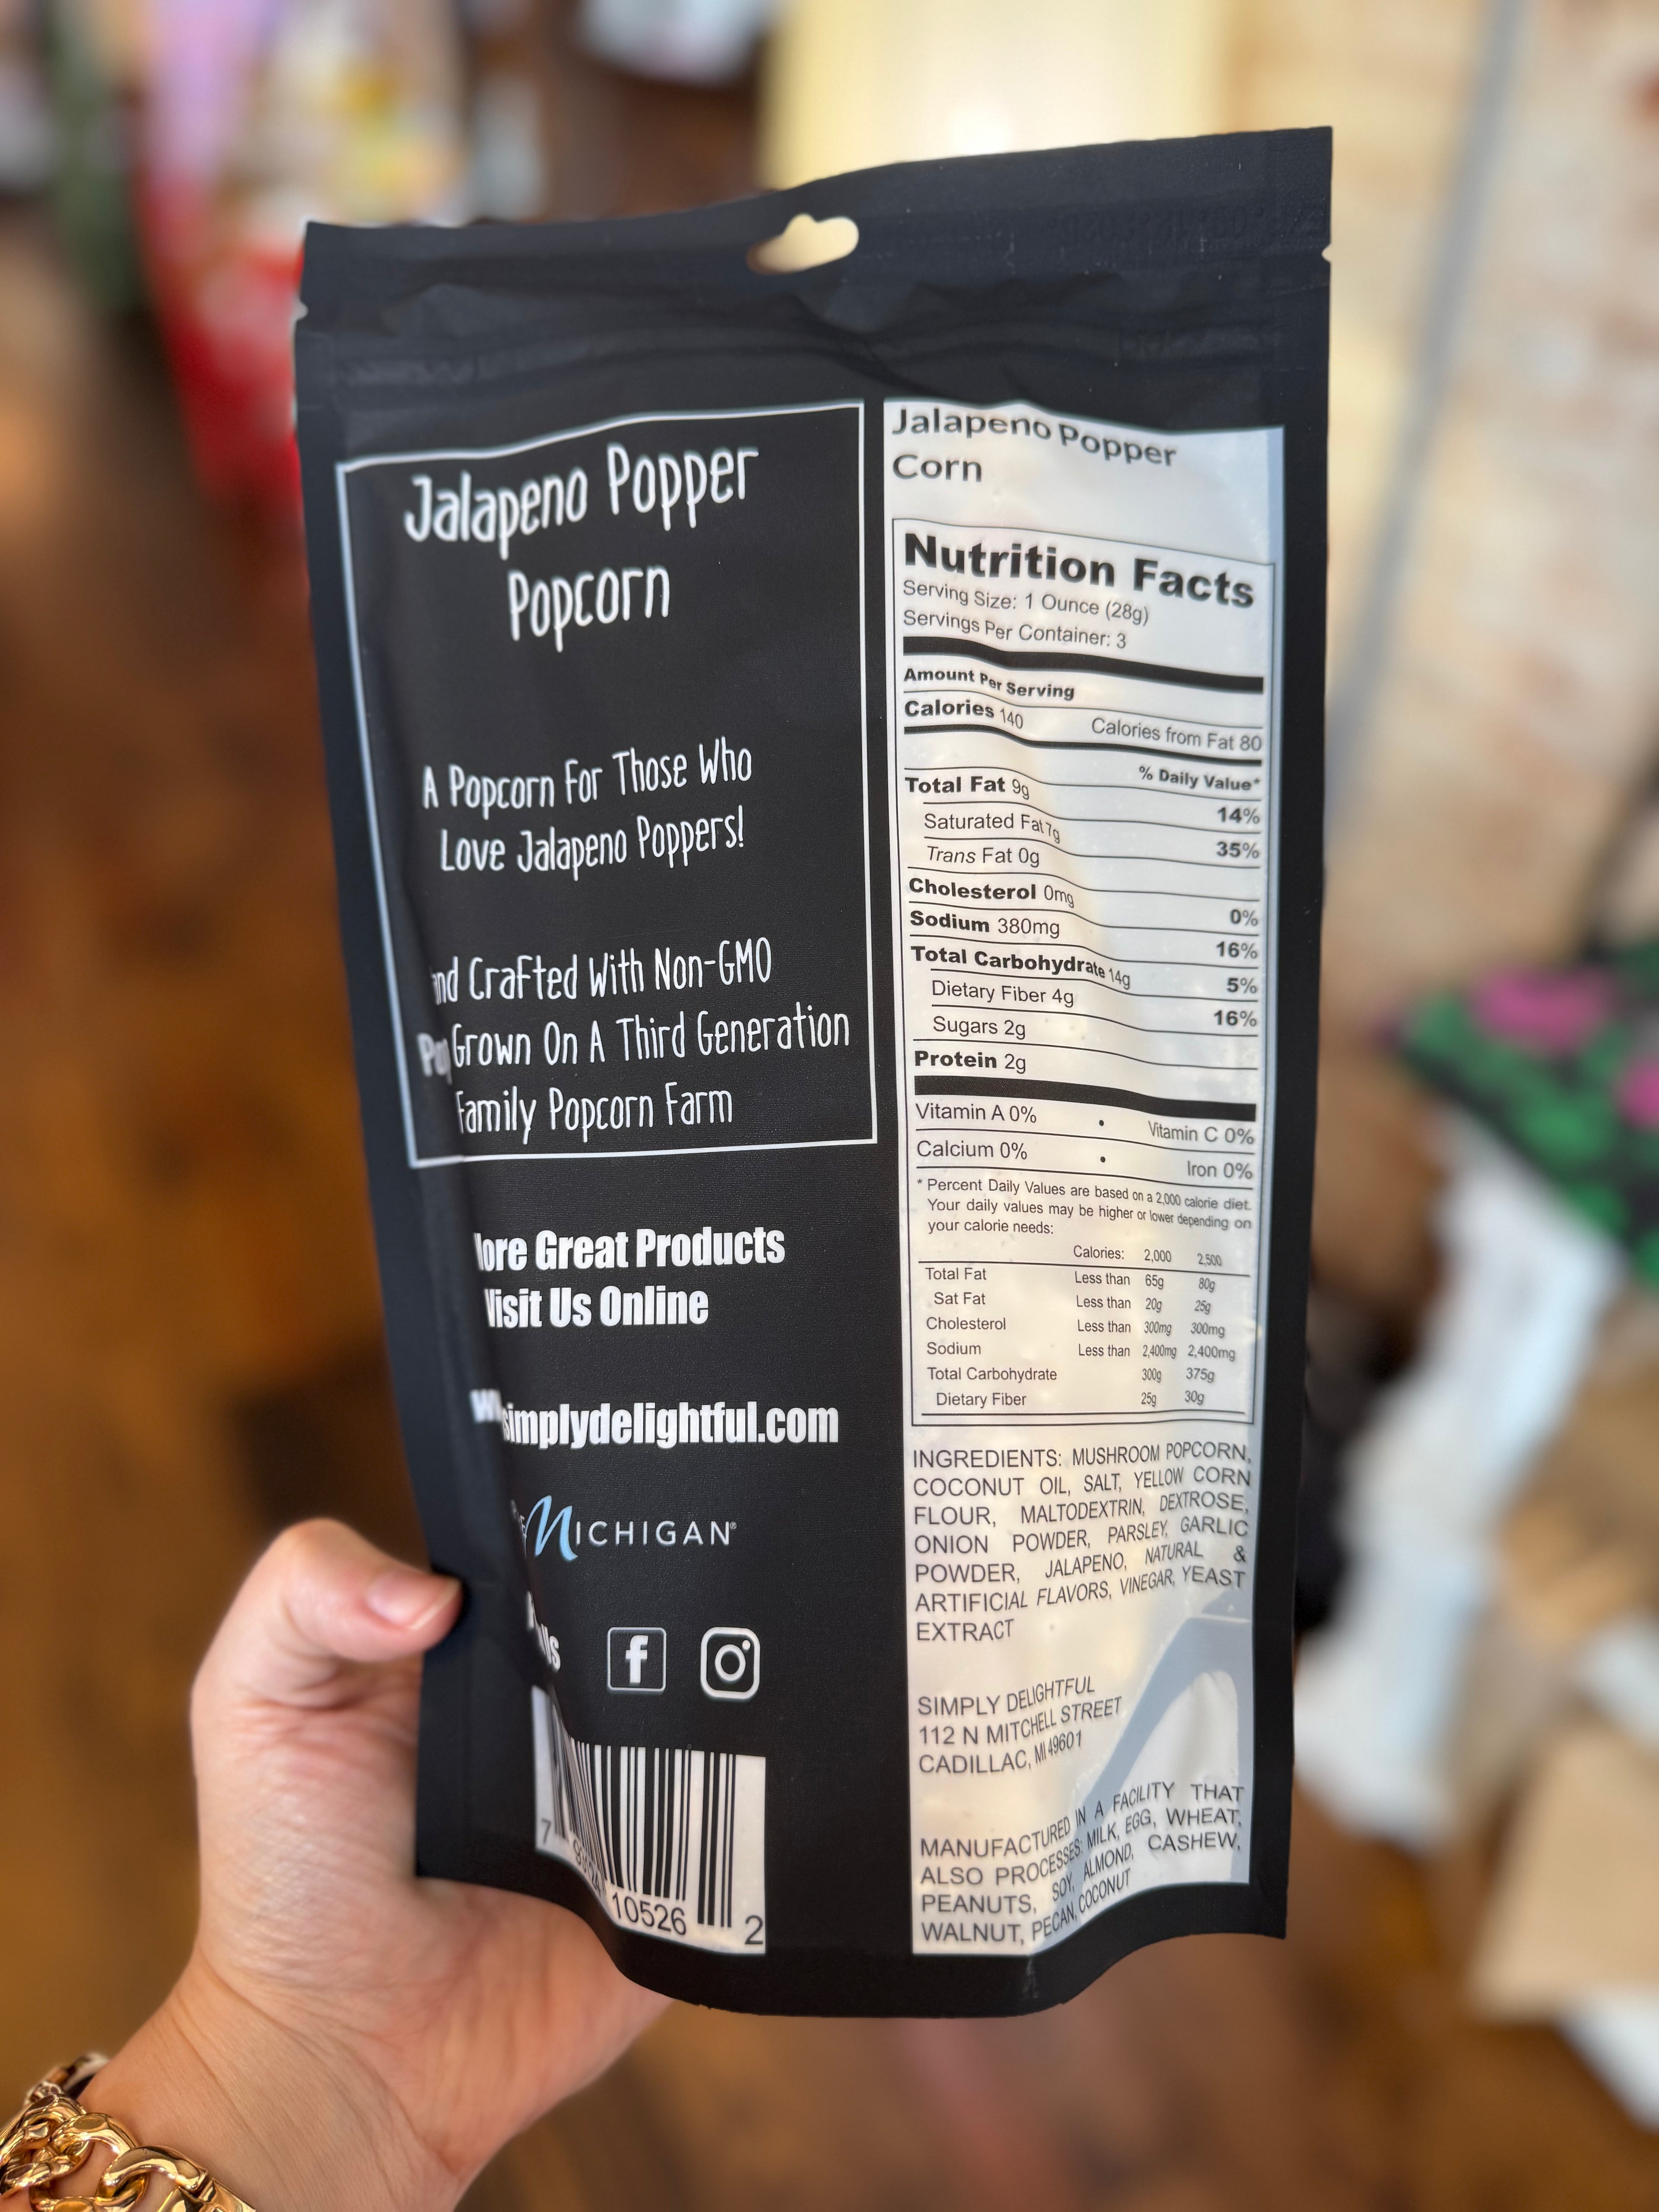 Jalapeno Popper
Popcorn
A Popcorn For Those Who
Love Jalapeno Poppers!
Crafted With Non-GMO
Grown On A Third Generation
Family Popcorn Farm
Great Products
Visit Us Online
simplydelightful.com
MICHIGAN®
Us
7
10526
2
Jalapeno Popper
Corn
Nutrition Facts
Serving Size: 1 Ounce (28g)
Servings Per Container: 3
Amount Per Serving
Calories 140 Calories from Fat 80
% Daily Value*
Total Fat 9g 14%
Saturated Fat 7g 35%
Trans Fat 0g
Cholesterol 0mg 0%
Sodium 380mg 16%
Total Carbohydrate 14g 5%
Dietary Fiber 4g 16%
Sugars 2g
Protein 2g
Vitamin A 0% • Vitamin C 0%
Calcium 0% • Iron 0%
* Percent Daily Values are based on a 2,000 calorie diet.
Your daily values may be higher or lower depending on
your calorie needs:
Calories: 2,000 2,500
Total Fat Less than 65g 80g
Sat Fat Less than 20g 25g
Cholesterol Less than 300mg 300mg
Sodium Less than 2,400mg 2,400mg
Total Carbohydrate 300g 375g
Dietary Fiber 25g 30g
INGREDIENTS: MUSHROOM POPCORN,
COCONUT OIL, SALT, YELLOW CORN
FLOUR, MALTODEXTRIN, DEXTROSE,
ONION POWDER, PARSLEY, GARLIC
POWDER, JALAPENO, NATURAL &
ARTIFICIAL FLAVORS, VINEGAR, YEAST
EXTRACT
SIMPLY DELIGHTFUL
112 N MITCHELL STREET
CADILLAC, MI 49601
MANUFACTURED IN A FACILITY THAT
ALSO PROCESSES: MILK, EGG, WHEAT,
PEANUTS, SOY, ALMOND, CASHEW,
WALNUT, PECAN, COCONUT